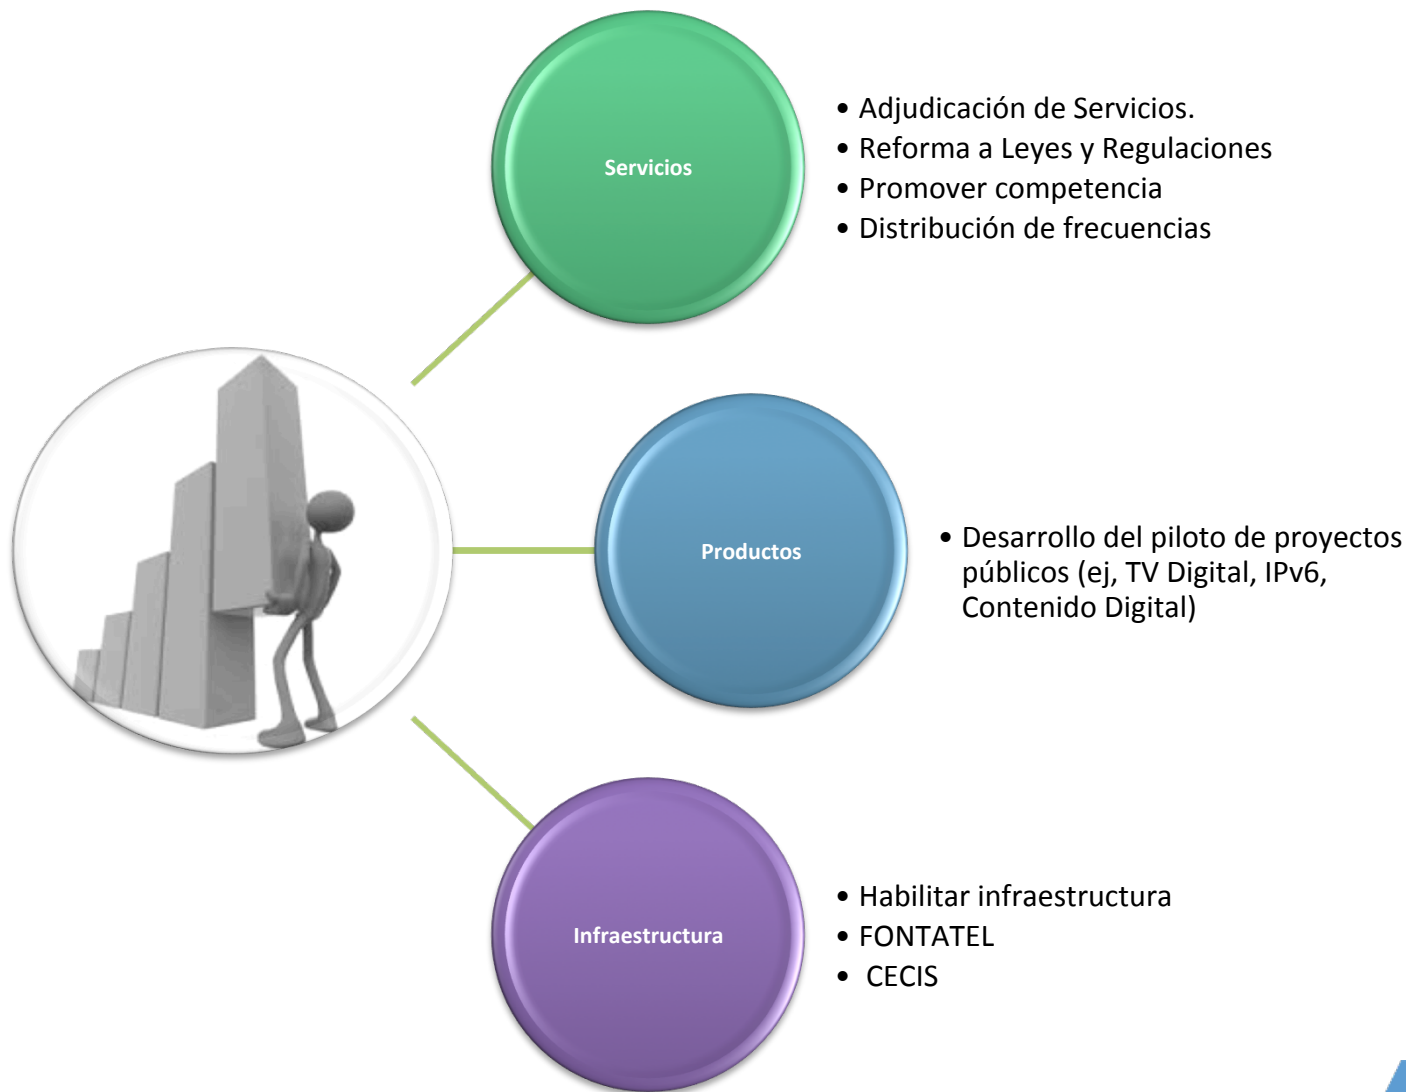 Servicios
• Adjudicación de Servicios.
• Reforma a Leyes y Regulaciones
• Promover competencia
• Distribución de frecuencias
Productos
• Desarrollo del piloto de proyectos
públicos (ej, TV Digital, IPv6,
Contenido Digital)
Infraestructura
• Habilitar infraestructura
• FONTATEL
• CECIS